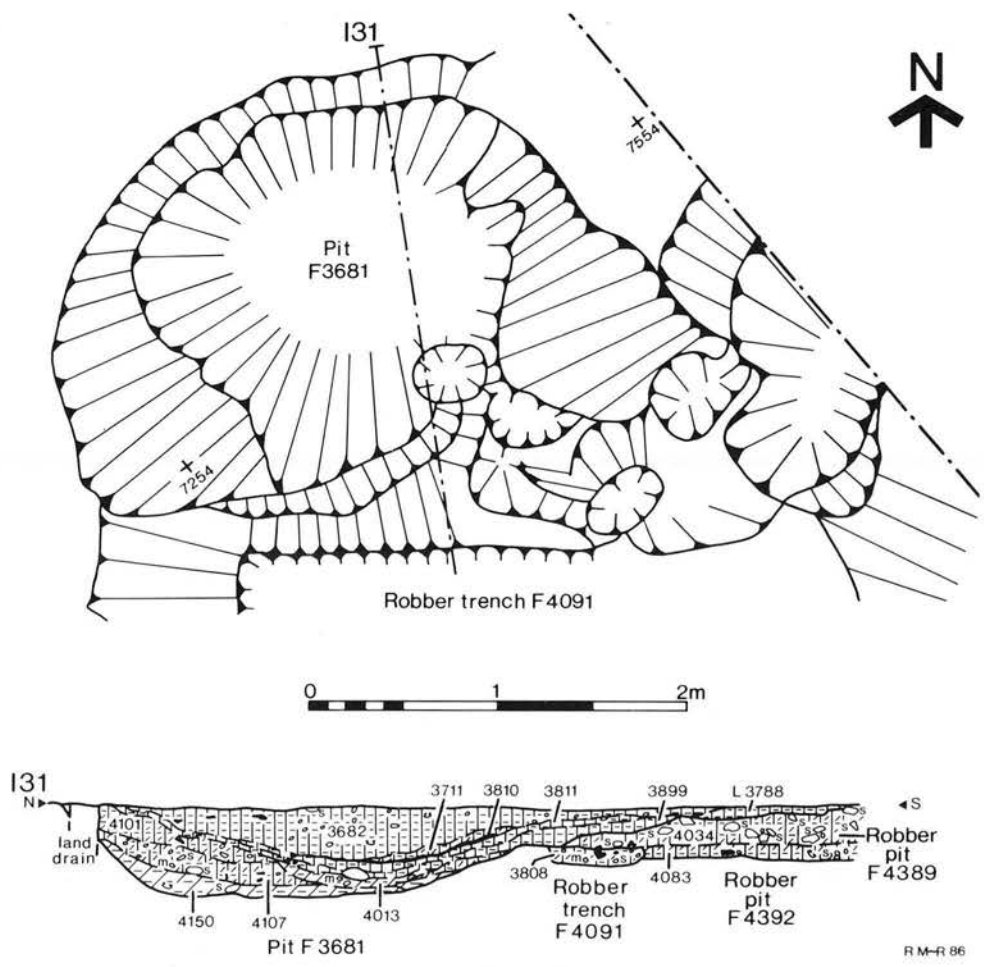 I31
N
7554
Pit
F3681
7254
Robber trench F4091
0 1 2m
I31
N S
3711 3810 3811 3899 L 3788
4101 3682 4034
land
drain
Robber
pit
F4389
3808 4083
4150 4107 4013
Robber
trench
F4091
Robber
pit
F4392
Pit F3681
R M-R 86